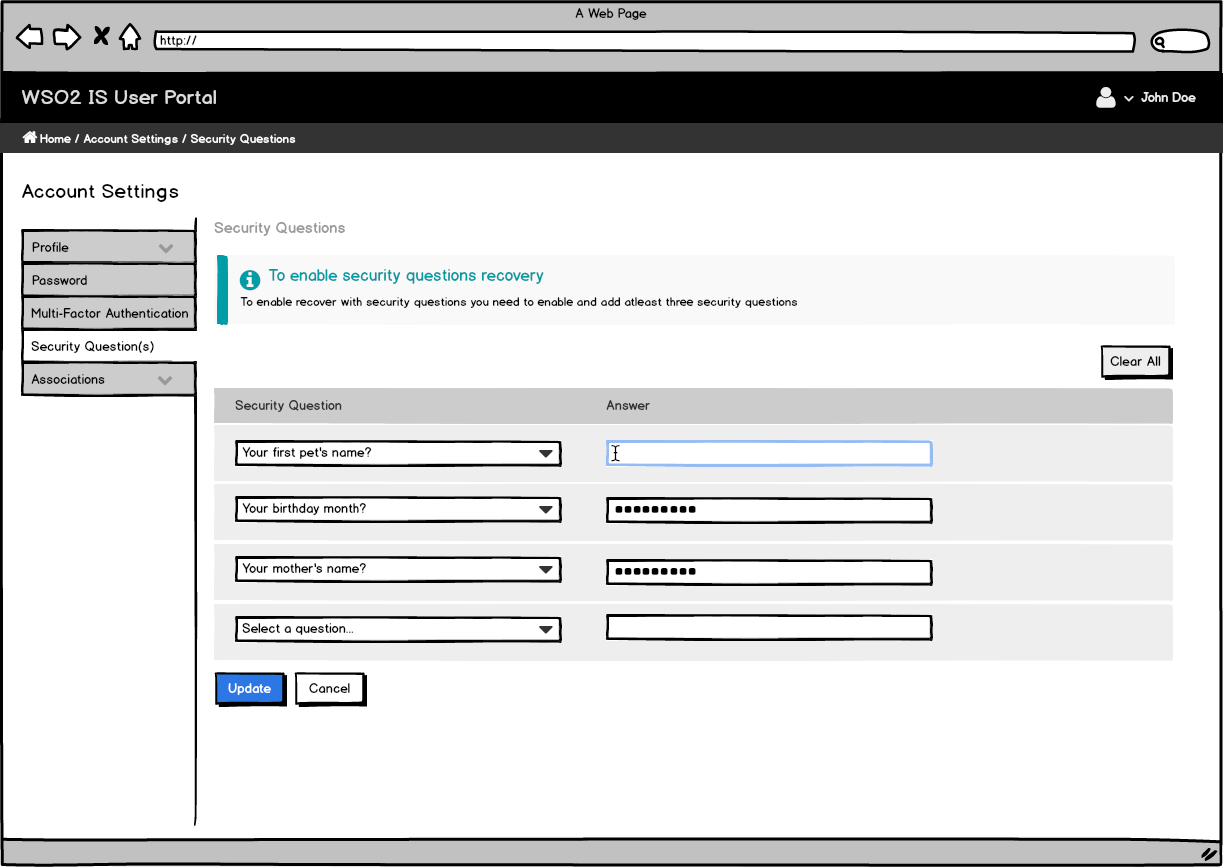 A Web Page
http://
WSO2 IS User Portal
John Doe
Home / Account Settings / Security Questions
Account Settings
Profile
Password
Multi-Factor Authentication
Security Question(s)
Associations
Security Questions
To enable security questions recovery
To enable recover with security questions you need to enable and add atleast three security questions
Clear All
Security Question Answer
Your first pet's name?
Your birthday month? •••••••••
Your mother's name? •••••••••
Select a question...
Update Cancel